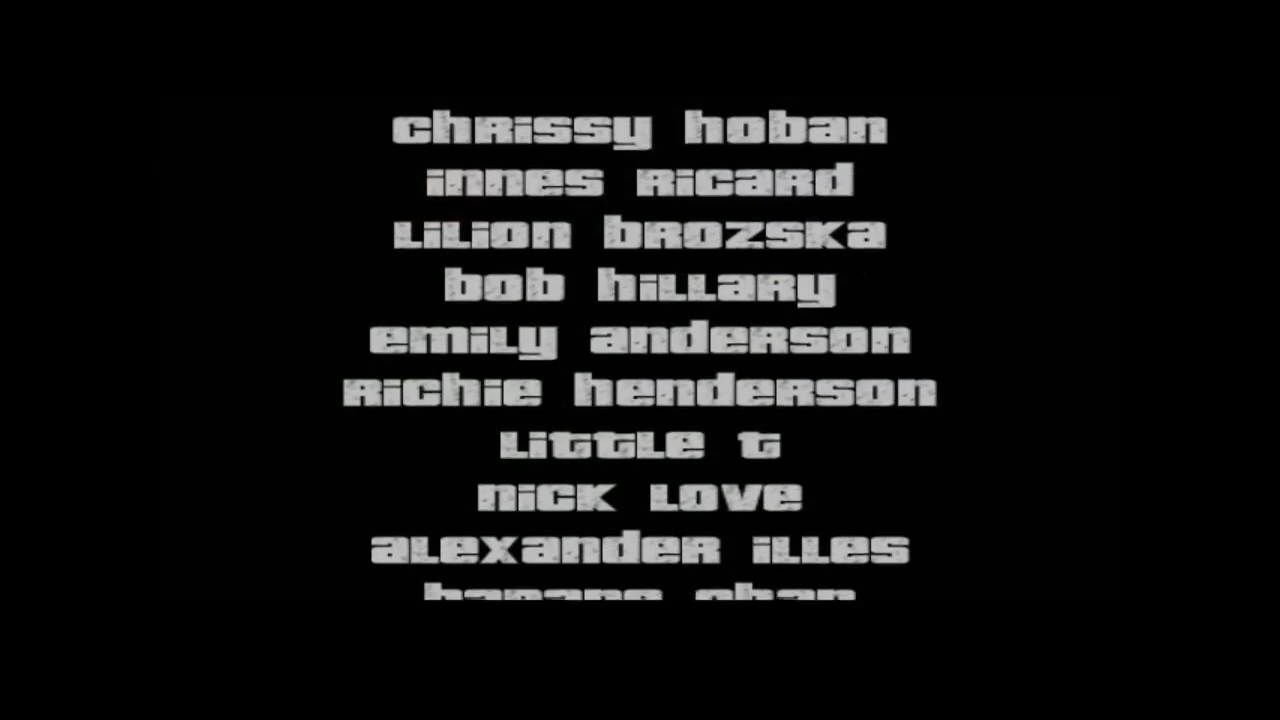 chrissy hoban
innes ricard
lilion brozska
bob hillary
emily anderson
richie henderson
little t
nick love
alexander illes